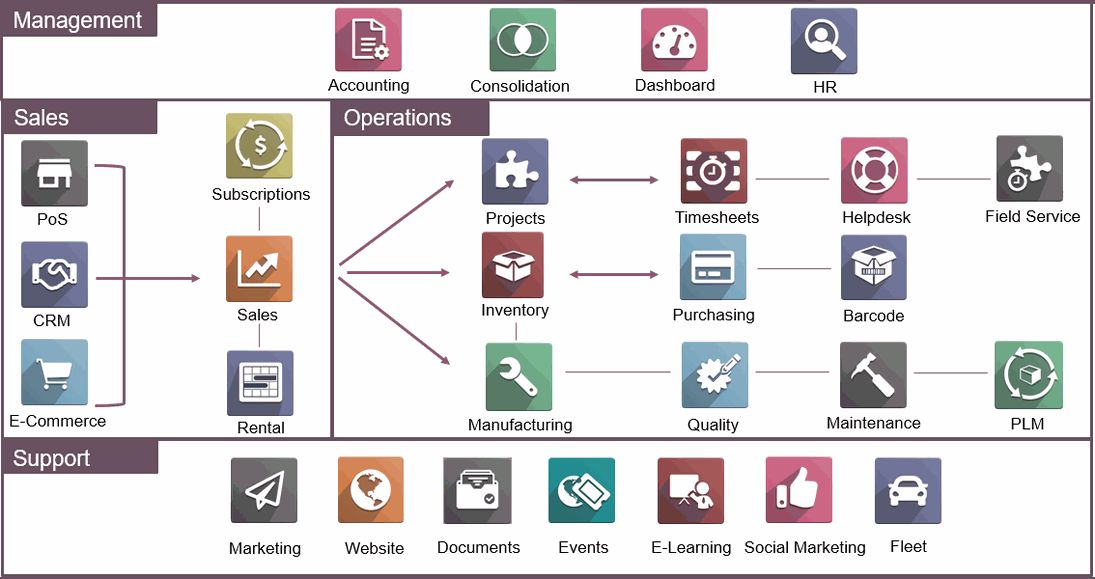 Management
Accounting
Consolidation
Dashboard
HR
Sales
PoS
CRM
E-Commerce
Subscriptions
$
Sales
Rental
Operations
Projects
Timesheets
Helpdesk
Field Service
Inventory
Purchasing
Barcode
Manufacturing
Quality
Maintenance
PLM
Support
Marketing
Website
Documents
Events
E-Learning
Social Marketing
Fleet